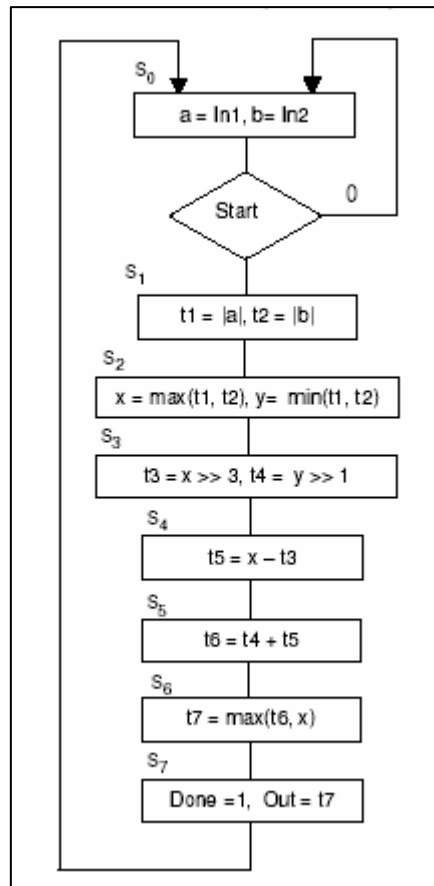 S0
a = In1, b= In2
Start
0
S1
t1 = |a|, t2 = |b|
S2
x = max(t1, t2), y= min(t1, t2)
S3
t3 = x >> 3, t4 = y >> 1
S4
t5 = x – t3
S5
t6 = t4 + t5
S6
t7 = max(t6, x)
S7
Done =1, Out = t7